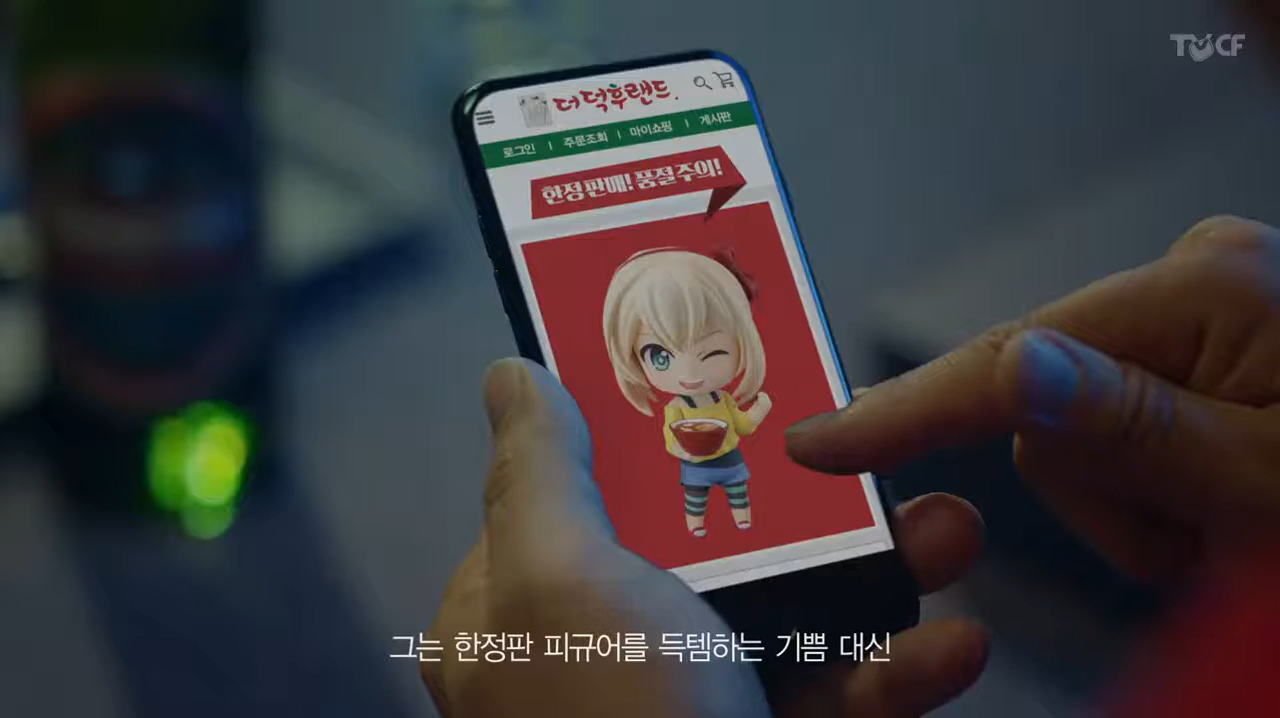 TVCF
더덕후랜드.
로그인 | 주문조회 | 마이쇼핑 | 게시판
한정 판매! 품절 주의!
그는 한정판 피규어를 득템하는 기쁨 대신